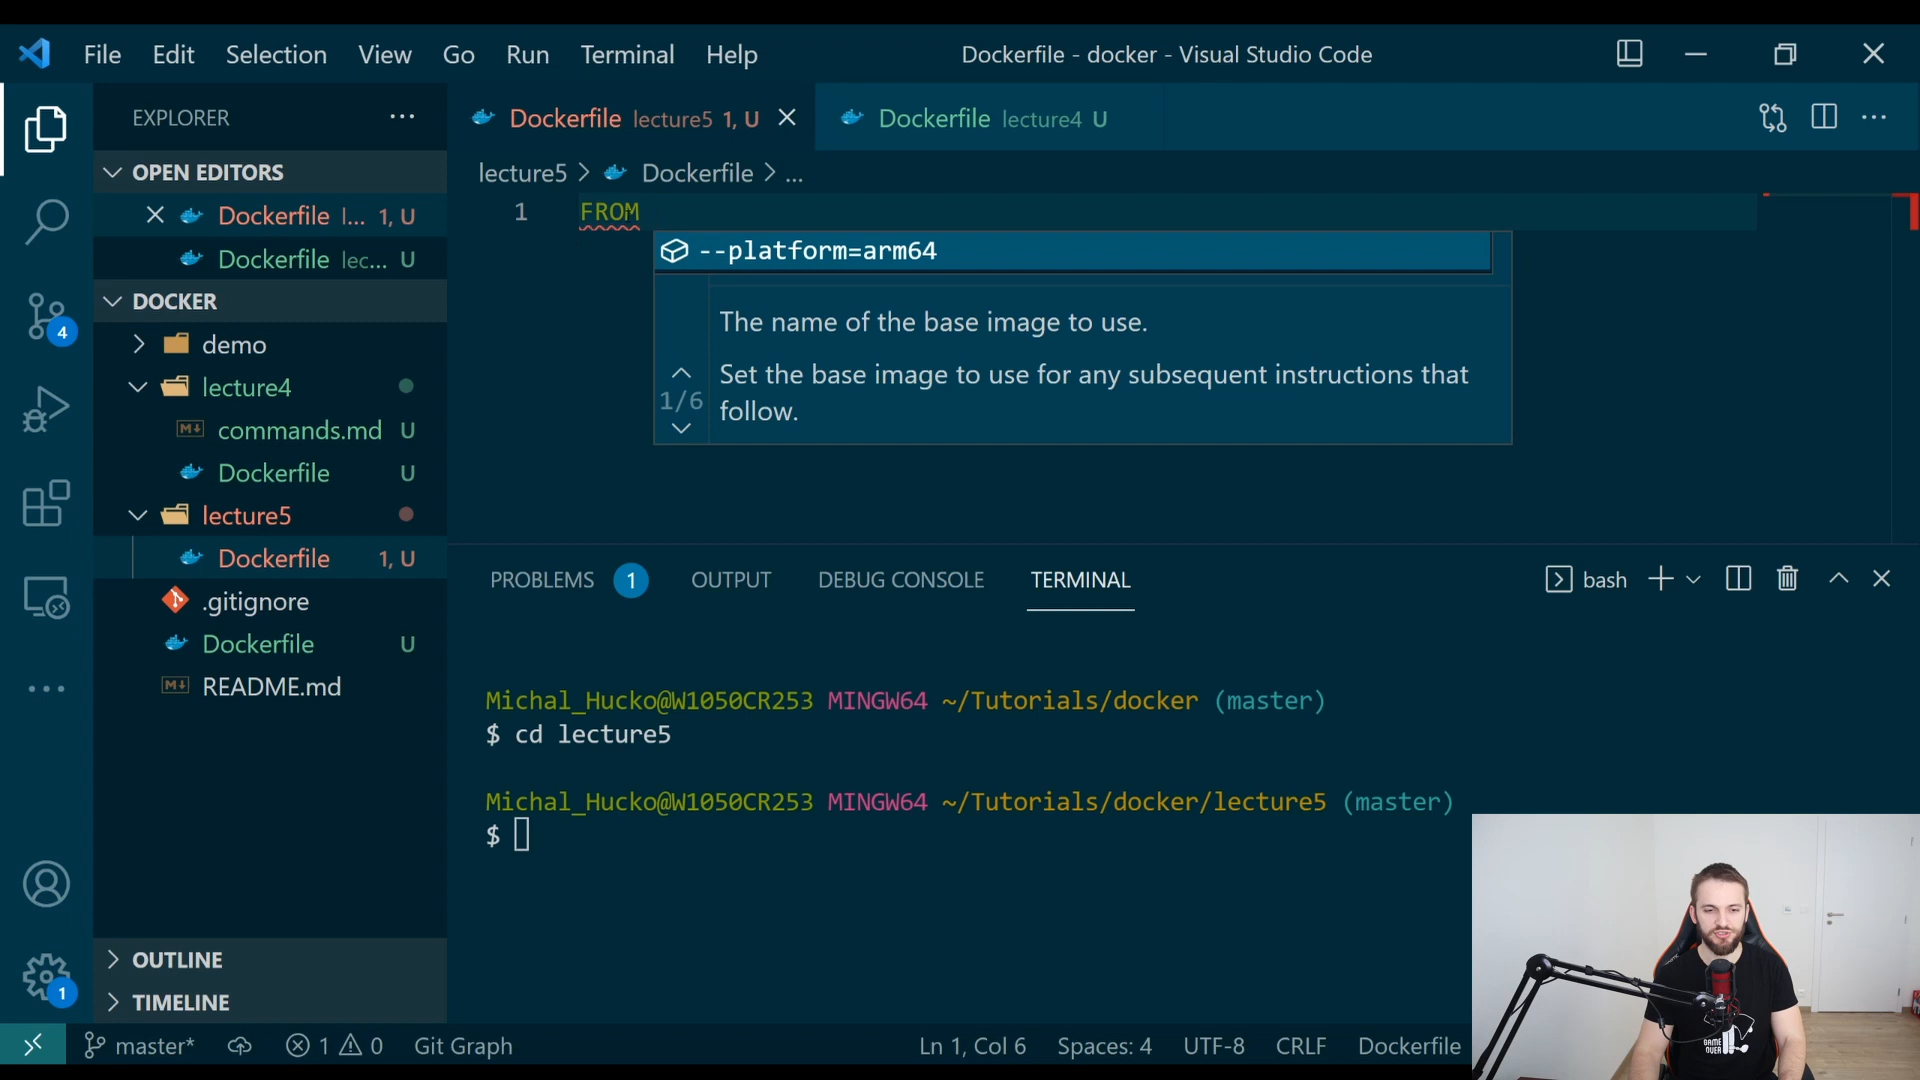 File Edit Selection View Go Run Terminal Help
Dockerfile - docker - Visual Studio Code
EXPLORER
OPEN EDITORS
Dockerfile l... 1, U
Dockerfile lec... U
DOCKER
demo
lecture4
commands.md U
Dockerfile U
lecture5
Dockerfile 1, U
.gitignore
Dockerfile U
README.md
OUTLINE
TIMELINE
4
1
Dockerfile lecture5 1, U
Dockerfile lecture4 U
lecture5 > Dockerfile > ...
1 FROM
--platform=arm64
The name of the base image to use.
Set the base image to use for any subsequent instructions that
follow.
1/6
PROBLEMS 1 OUTPUT DEBUG CONSOLE TERMINAL
bash
Michal_Hucko@W1050CR253 MINGW64 ~/Tutorials/docker (master)
$ cd lecture5
Michal_Hucko@W1050CR253 MINGW64 ~/Tutorials/docker/lecture5 (master)
$
GAME
OVER
master* 1 0 Git Graph
Ln 1, Col 6 Spaces: 4 UTF-8 CRLF Dockerfile